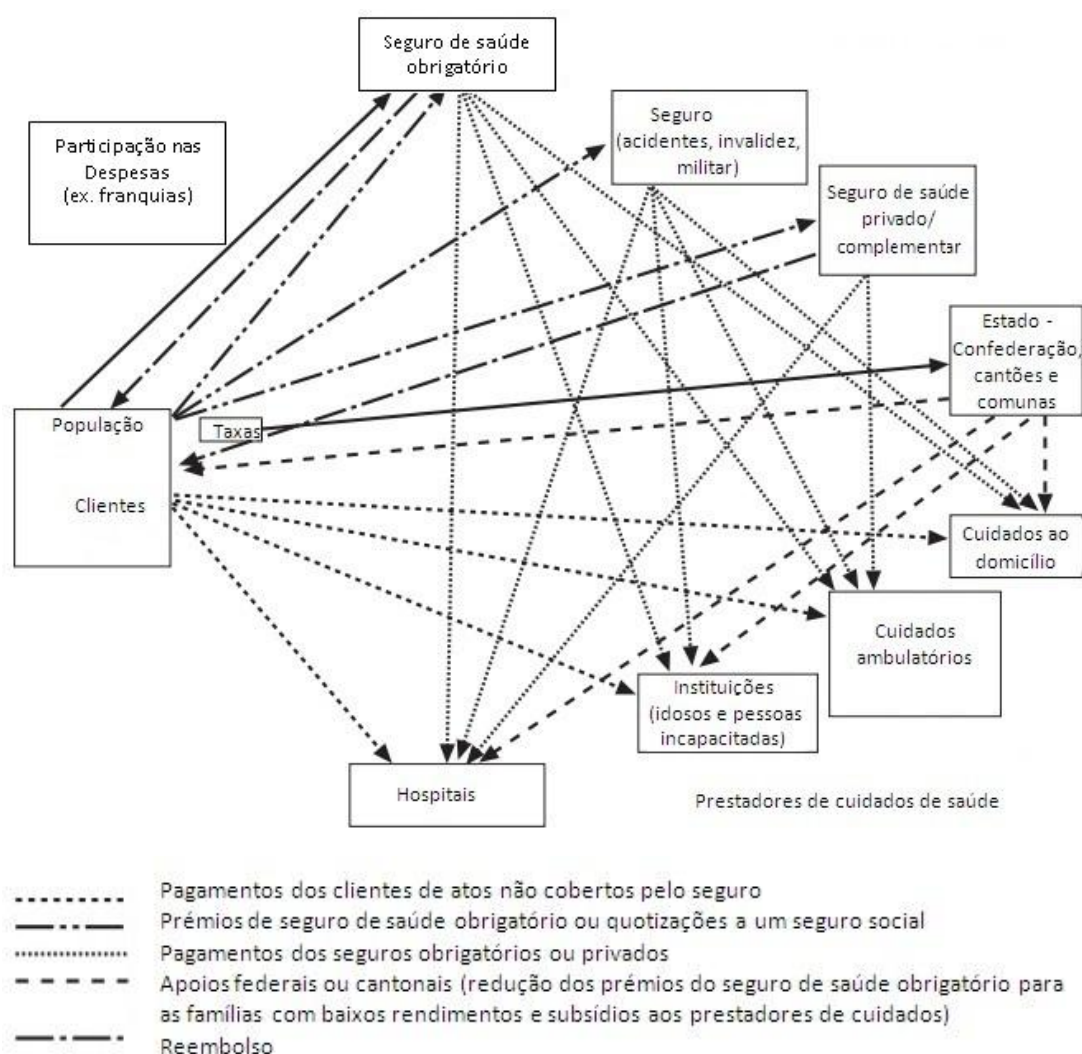 Seguro de saúde
obrigatório
Seguro
(acidentes, invalidez,
militar)
Participação nas
Despesas
(ex. franquias)
Seguro de saúde
privado/
complementar
Estado -
Confederação,
cantões e
comunas
População
Taxas
Clientes
Cuidados ao
domicílio
Cuidados
ambulatórios
Instituições
(idosos e pessoas
incapacitadas)
Hospitais
Prestadores de cuidados de saúde
Pagamentos dos clientes de atos não cobertos pelo seguro
Prémios de seguro de saúde obrigatório ou quotizações a um seguro social
Pagamentos dos seguros obrigatórios ou privados
Apoios federais ou cantonais (redução dos prémios do seguro de saúde obrigatório para
as famílias com baixos rendimentos e subsídios aos prestadores de cuidados)
Reembolso